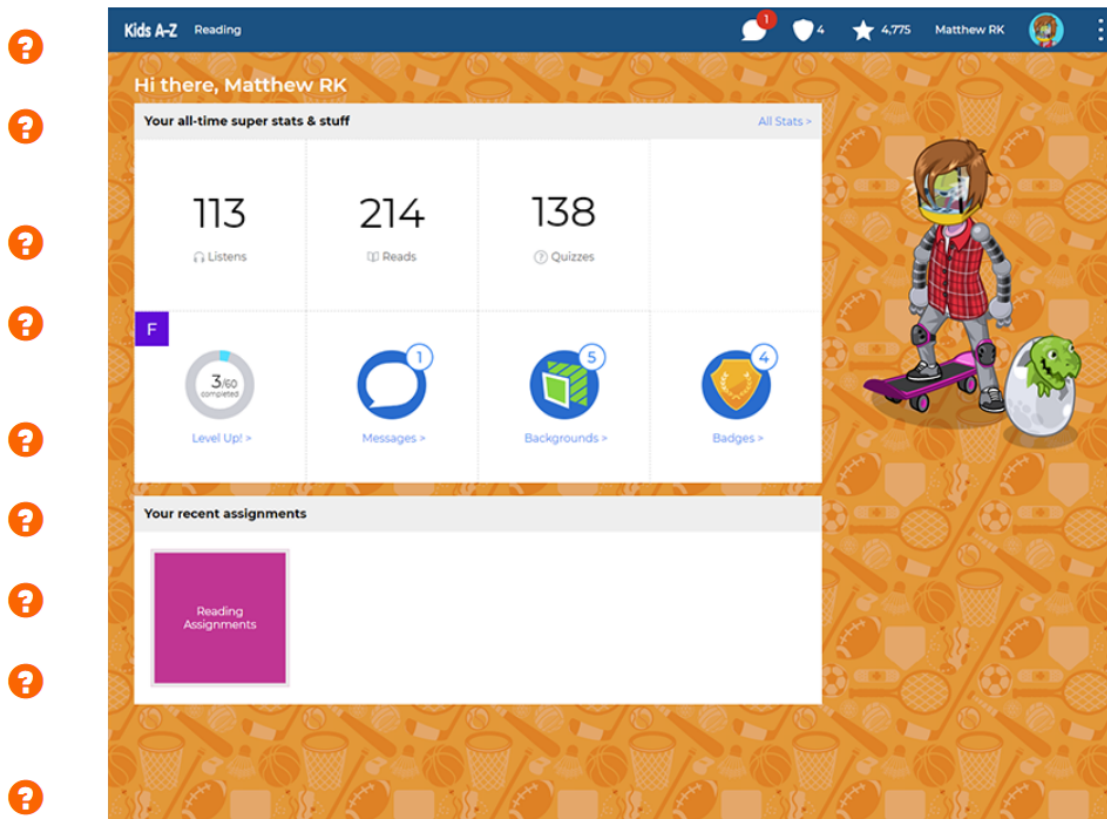 Kids A-Z Reading 1 4 4,775 Matthew RK
Hi there, Matthew RK
Your all-time super stats & stuff All Stats >
113 214 138
Listens Reads ? Quizzes
F
1 5 4
3/60
completed
Level Up! > Messages > Backgrounds > Badges >
Your recent assignments
Reading
Assignments
?
?
?
?
?
?
?
?
?